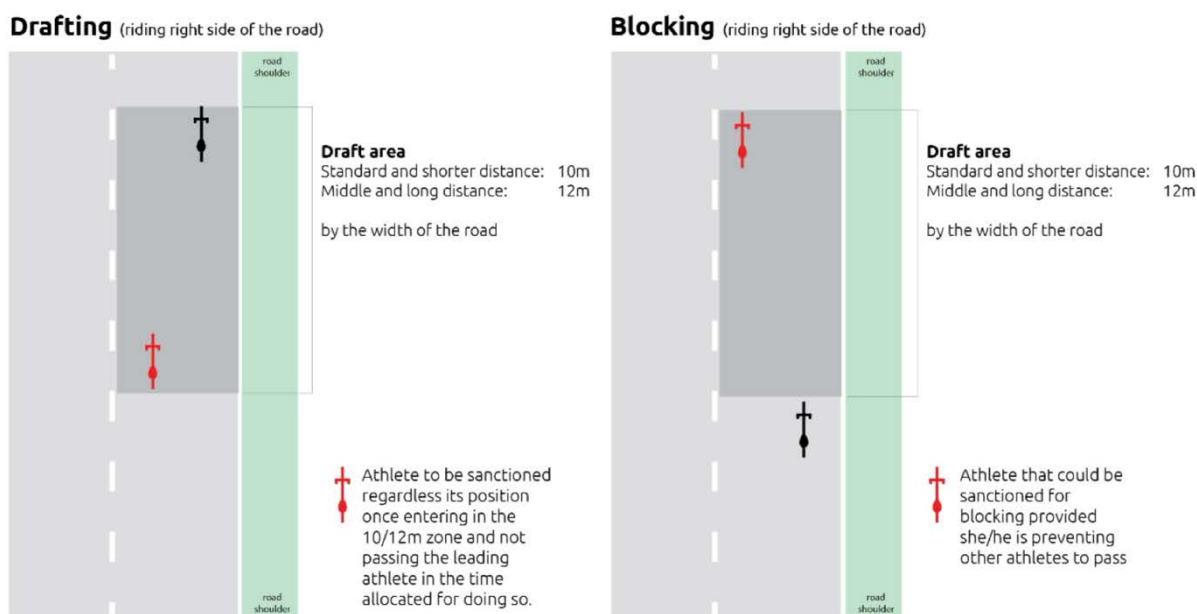 Drafting (riding right side of the road)
road
shoulder
Draft area
Standard and shorter distance: 10m
Middle and long distance: 12m
by the width of the road
Athlete to be sanctioned
regardless its position
once entering in the
10/12m zone and not
passing the leading
athlete in the time
allocated for doing so.
road
shoulder
Blocking (riding right side of the road)
road
shoulder
Draft area
Standard and shorter distance: 10m
Middle and long distance: 12m
by the width of the road
Athlete that could be
sanctioned for
blocking provided
she/he is preventing
other athletes to pass
road
shoulder